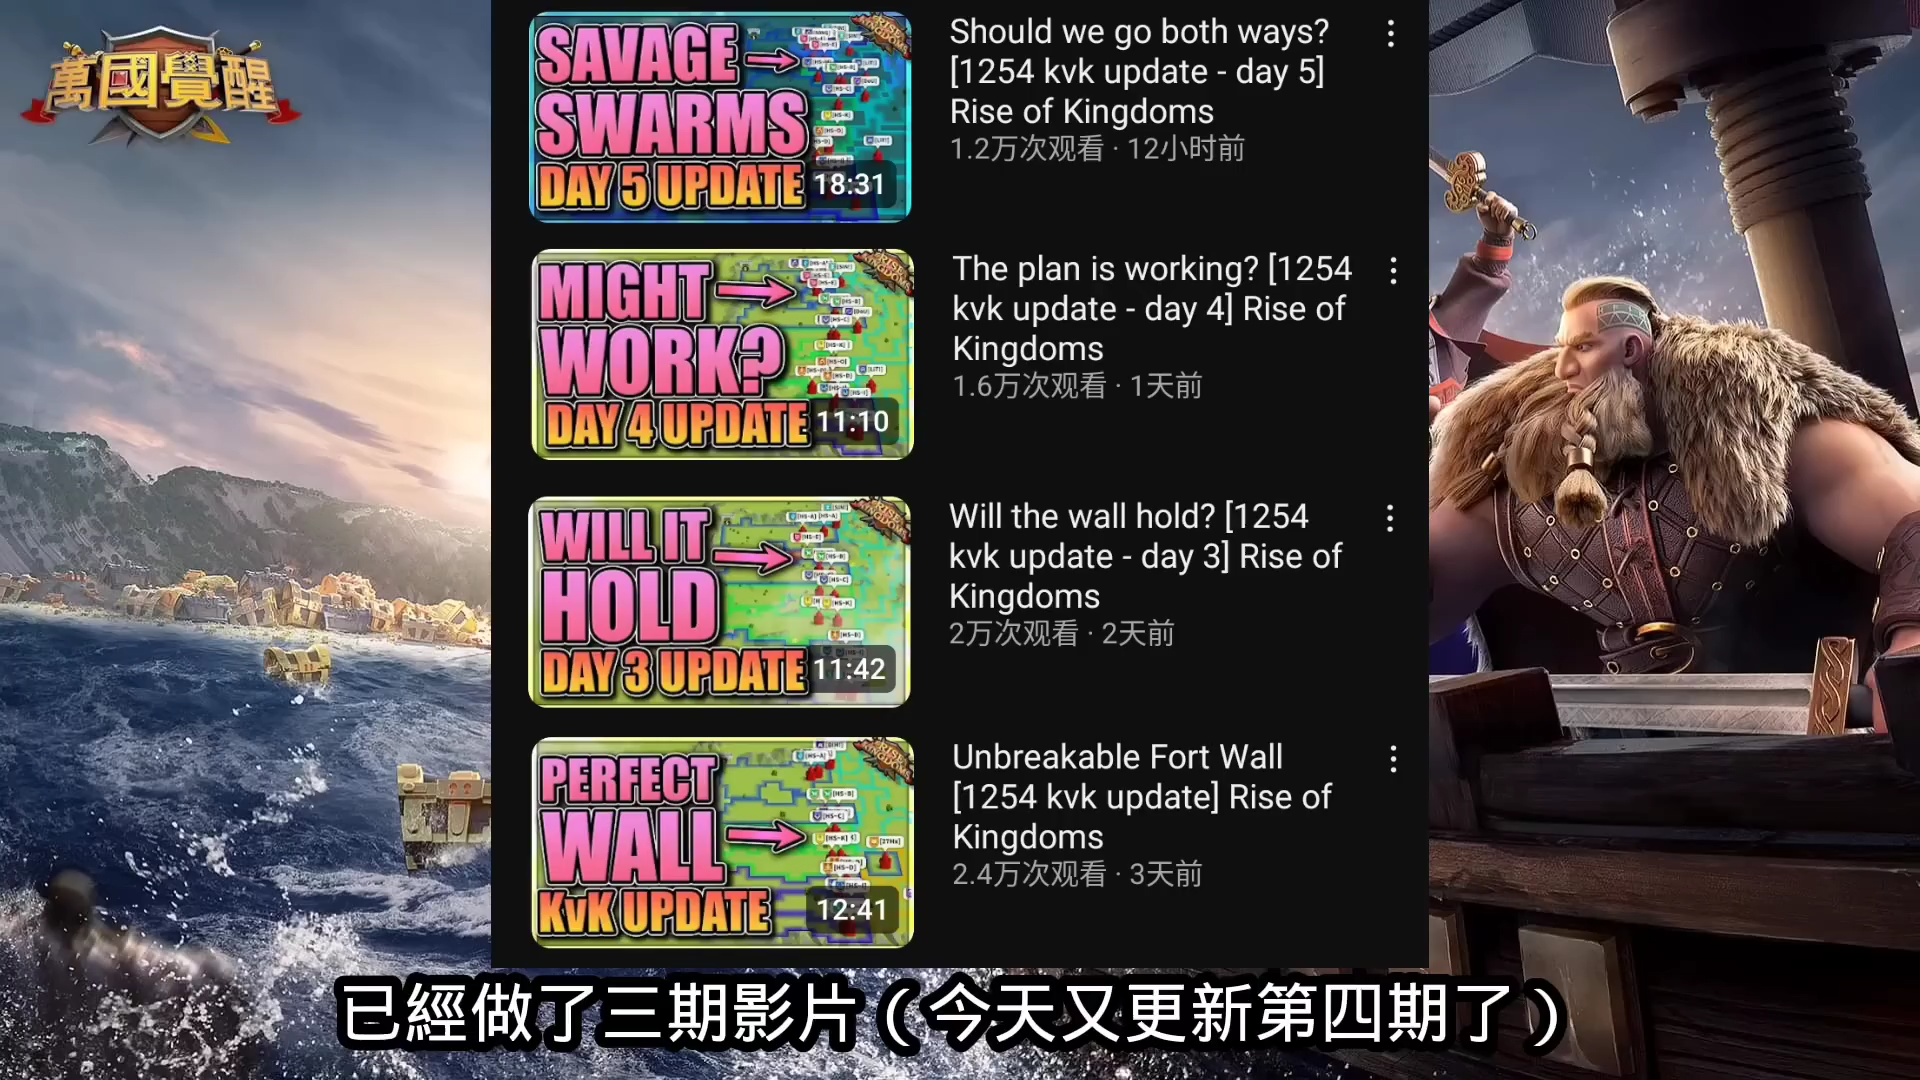 萬國覺醒
SAVAGE
SWARMS
DAY 5 UPDATE
18:31
Should we go both ways?
[1254 kvk update - day 5]
Rise of Kingdoms
1.2万次观看 · 12小时前
MIGHT
WORK?
DAY 4 UPDATE
11:10
The plan is working? [1254
kvk update - day 4] Rise of
Kingdoms
1.6万次观看 · 1天前
WILL IT
HOLD
DAY 3 UPDATE
11:42
Will the wall hold? [1254
kvk update - day 3] Rise of
Kingdoms
2万次观看 · 2天前
PERFECT
WALL
KvK UPDATE
12:41
Unbreakable Fort Wall
[1254 kvk update] Rise of
Kingdoms
2.4万次观看 · 3天前
已經做了三期影片（今天又更新第四期了）